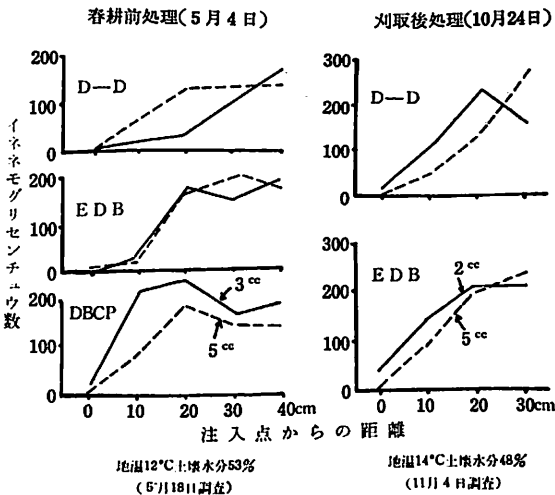 春耕前処理(5月4日)
刈取後処理(10月24日)
イネネモグリセンチュウ数
200
100
0
D—D
200
100
0
EDB
200
100
0
DBCP
3cc
5cc
0 10 20 30 40cm
300
200
100
0
D—D
300
200
100
0
EDB
2cc
5cc
0 10 20 30cm
注入点からの距離
地温12°C土壌水分53%
(5月18日調査)
地温14°C土壌水分48%
(11月4日調査)